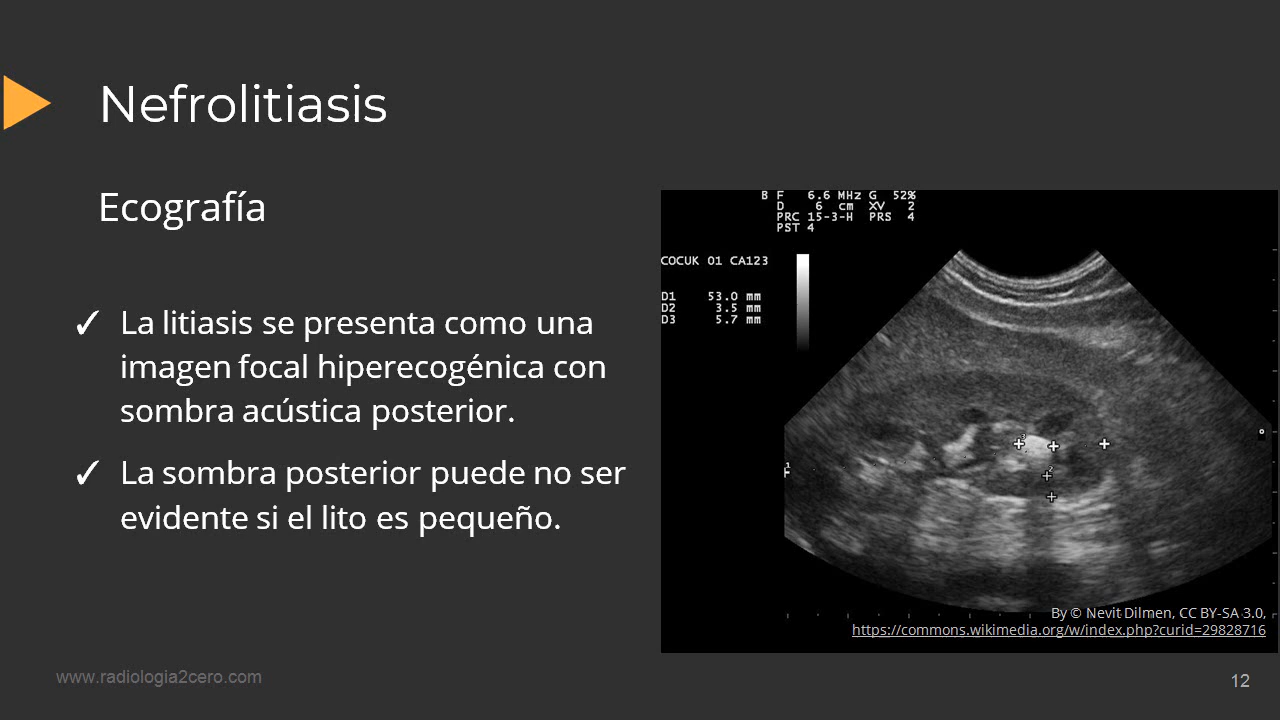 Nefrolitiasis
Ecografía
✓ La litiasis se presenta como una
imagen focal hiperecogénica con
sombra acústica posterior.
✓ La sombra posterior puede no ser
evidente si el lito es pequeño.
B F 6.6 MHz G 52%
D 6 cm XV 2
PRC 15-3-H PRS 4
PST 4
COCUK 01 CA123
D1 53.0 mm
D2 3.5 mm
D3 5.7 mm
3
1
2
By © Nevit Dilmen, CC BY-SA 3.0,
https://commons.wikimedia.org/w/index.php?curid=29828716
www.radiologia2cero.com
12